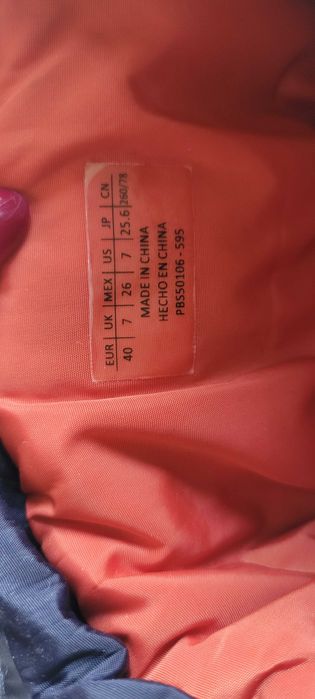 EUR | UK | MEX | US | JP | CN
40 | 7 | 26 | 7 | 25.6 | 260/78
MADE IN CHINA
HECHO EN CHINA
PBS50106 - 595